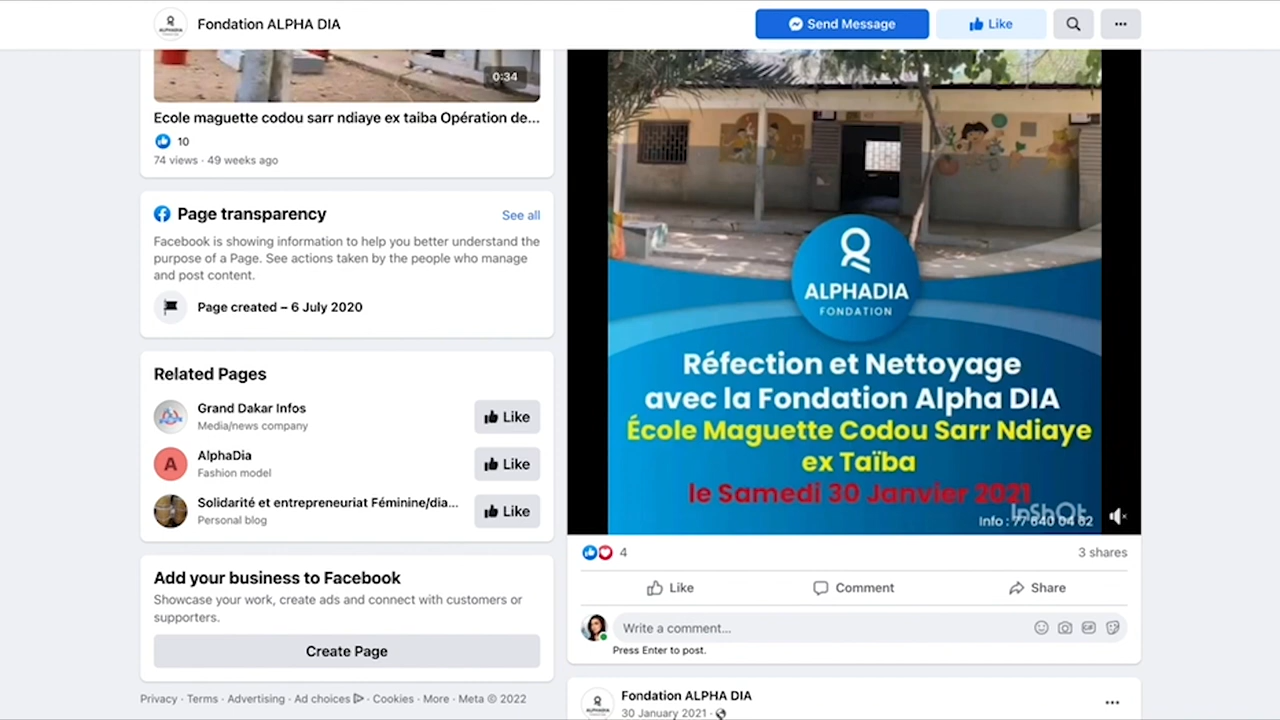 Fondation ALPHA DIA
Send Message
Like
0:34
Ecole maguette codou sarr ndiaye ex taiba Opération de...
10
74 views · 49 weeks ago
Page transparency
See all
Facebook is showing information to help you better understand the
purpose of a Page. See actions taken by the people who manage
and post content.
Page created – 6 July 2020
Related Pages
Grand Dakar Infos
Media/news company
Like
AlphaDia
Fashion model
Like
Solidarité et entrepreneuriat Féminine/dia...
Personal blog
Like
Add your business to Facebook
Showcase your work, create ads and connect with customers or
supporters.
Create Page
Privacy · Terms · Advertising · Ad choices · Cookies · More · Meta © 2022
ALPHADIA
FONDATION
Réfection et Nettoyage
avec la Fondation Alpha DIA
École Maguette Codou Sarr Ndiaye
ex Taïba
le Samedi 30 Janvier 2021
InShOt
Info : 77 640 04 62
4
3 shares
Like
Comment
Share
Write a comment...
GIF
Press Enter to post.
Fondation ALPHA DIA
30 January 2021 ·